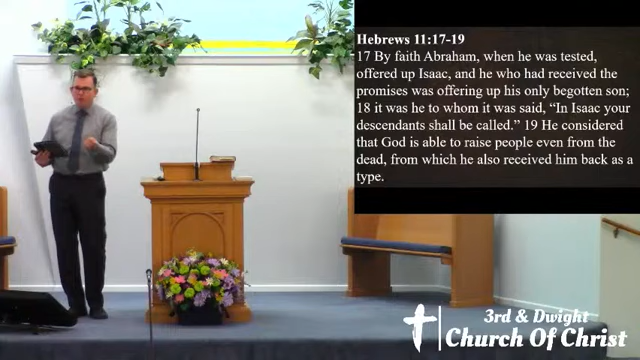 Hebrews 11:17-19
17 By faith Abraham, when he was tested,
offered up Isaac, and he who had received the
promises was offering up his only begotten son;
18 it was he to whom it was said, “In Isaac your
descendants shall be called.” 19 He considered
that God is able to raise people even from the
dead, from which he also received him back as a
type.
3rd & Dwight
Church Of Christ